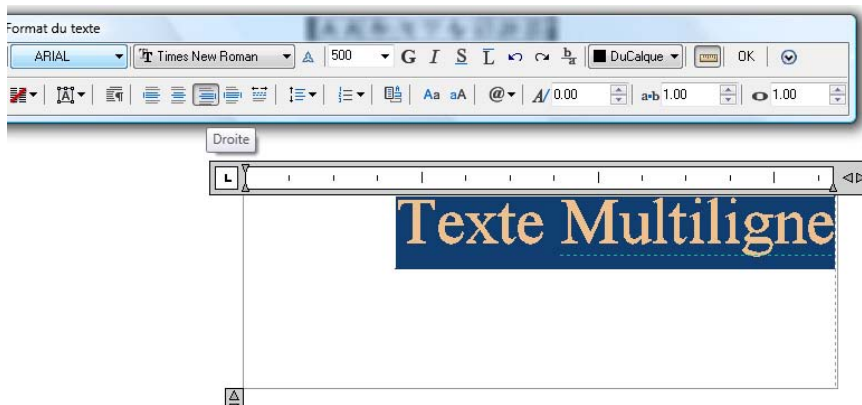 Format du texte
ARIAL Times New Roman 500 G I S L b/a DuCalque OK
Aa aA @ A/ 0.00 a•b 1.00 1.00
Droite
L
Texte Multiligne